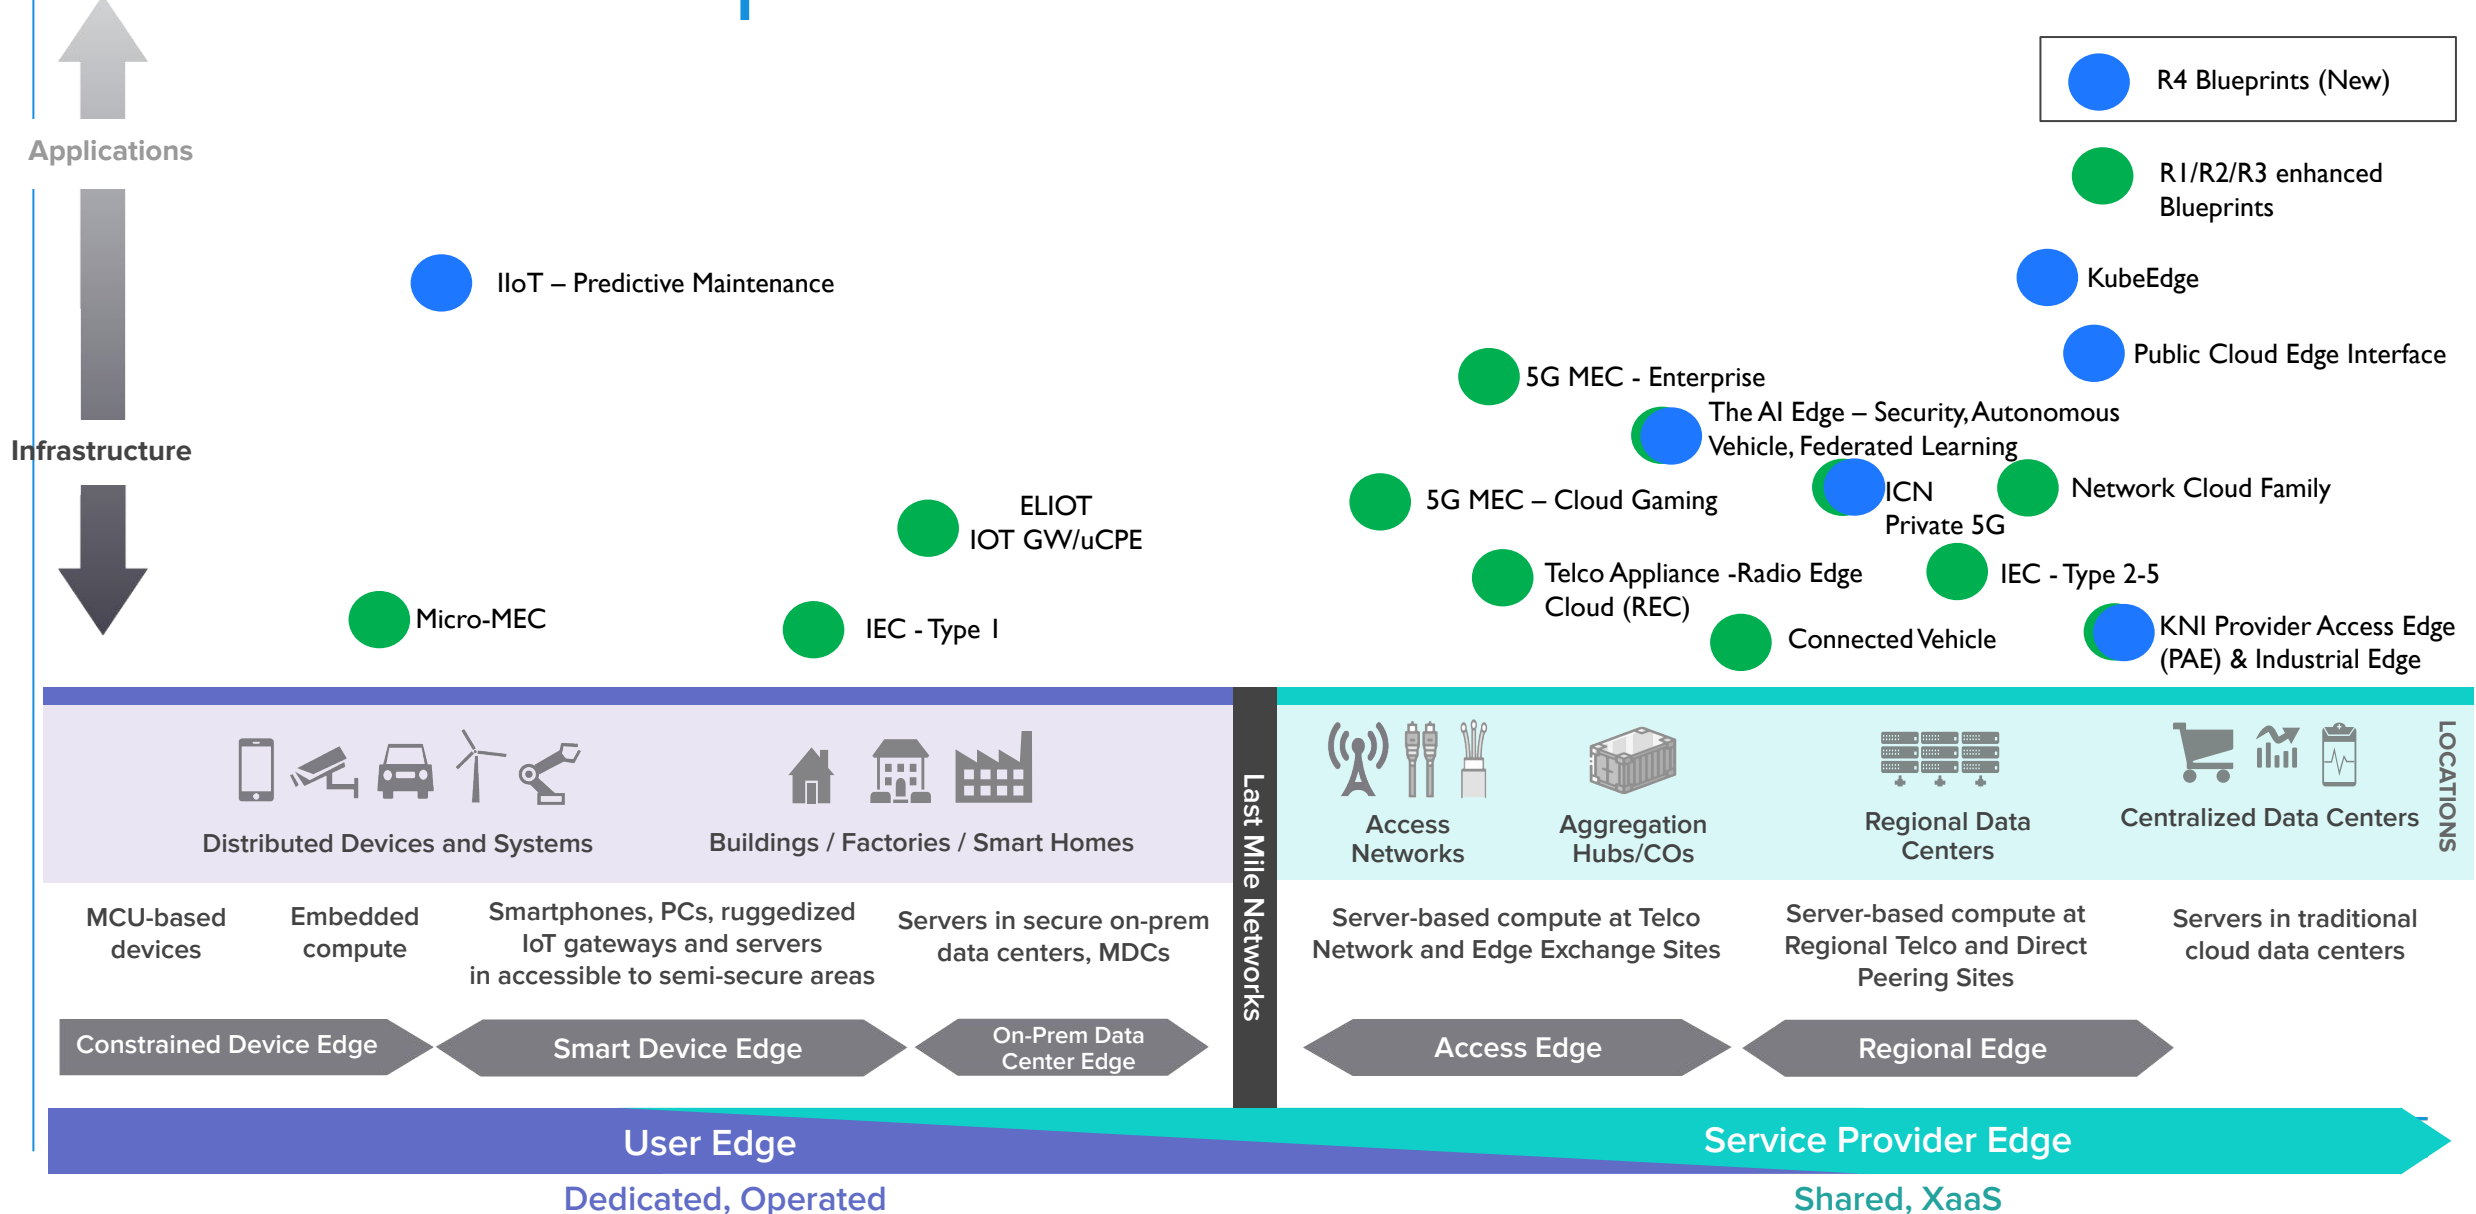 R4 Blueprints (New)
Applications
R1/R2/R3 enhanced
Blueprints
IIoT – Predictive Maintenance
KubeEdge
Public Cloud Edge Interface
5G MEC - Enterprise
The AI Edge – Security, Autonomous
Vehicle, Federated Learning
Infrastructure
ELIOT
IOT GW/uCPE
5G MEC – Cloud Gaming
ICN
Private 5G
Network Cloud Family
Telco Appliance -Radio Edge
Cloud (REC)
IEC - Type 2-5
Micro-MEC
IEC - Type 1
Connected Vehicle
KNI Provider Access Edge
(PAE) & Industrial Edge
Distributed Devices and Systems
Buildings / Factories / Smart Homes
Last Mile Networks
Access
Networks
Aggregation
Hubs/COs
Regional Data
Centers
Centralized Data Centers
LOCATIONS
MCU-based
devices
Embedded
compute
Smartphones, PCs, ruggedized
IoT gateways and servers
in accessible to semi-secure areas
Servers in secure on-prem
data centers, MDCs
Server-based compute at Telco
Network and Edge Exchange Sites
Server-based compute at
Regional Telco and Direct
Peering Sites
Servers in traditional
cloud data centers
Constrained Device Edge
Smart Device Edge
On-Prem Data
Center Edge
Access Edge
Regional Edge
User Edge
Service Provider Edge
Dedicated, Operated
Shared, XaaS